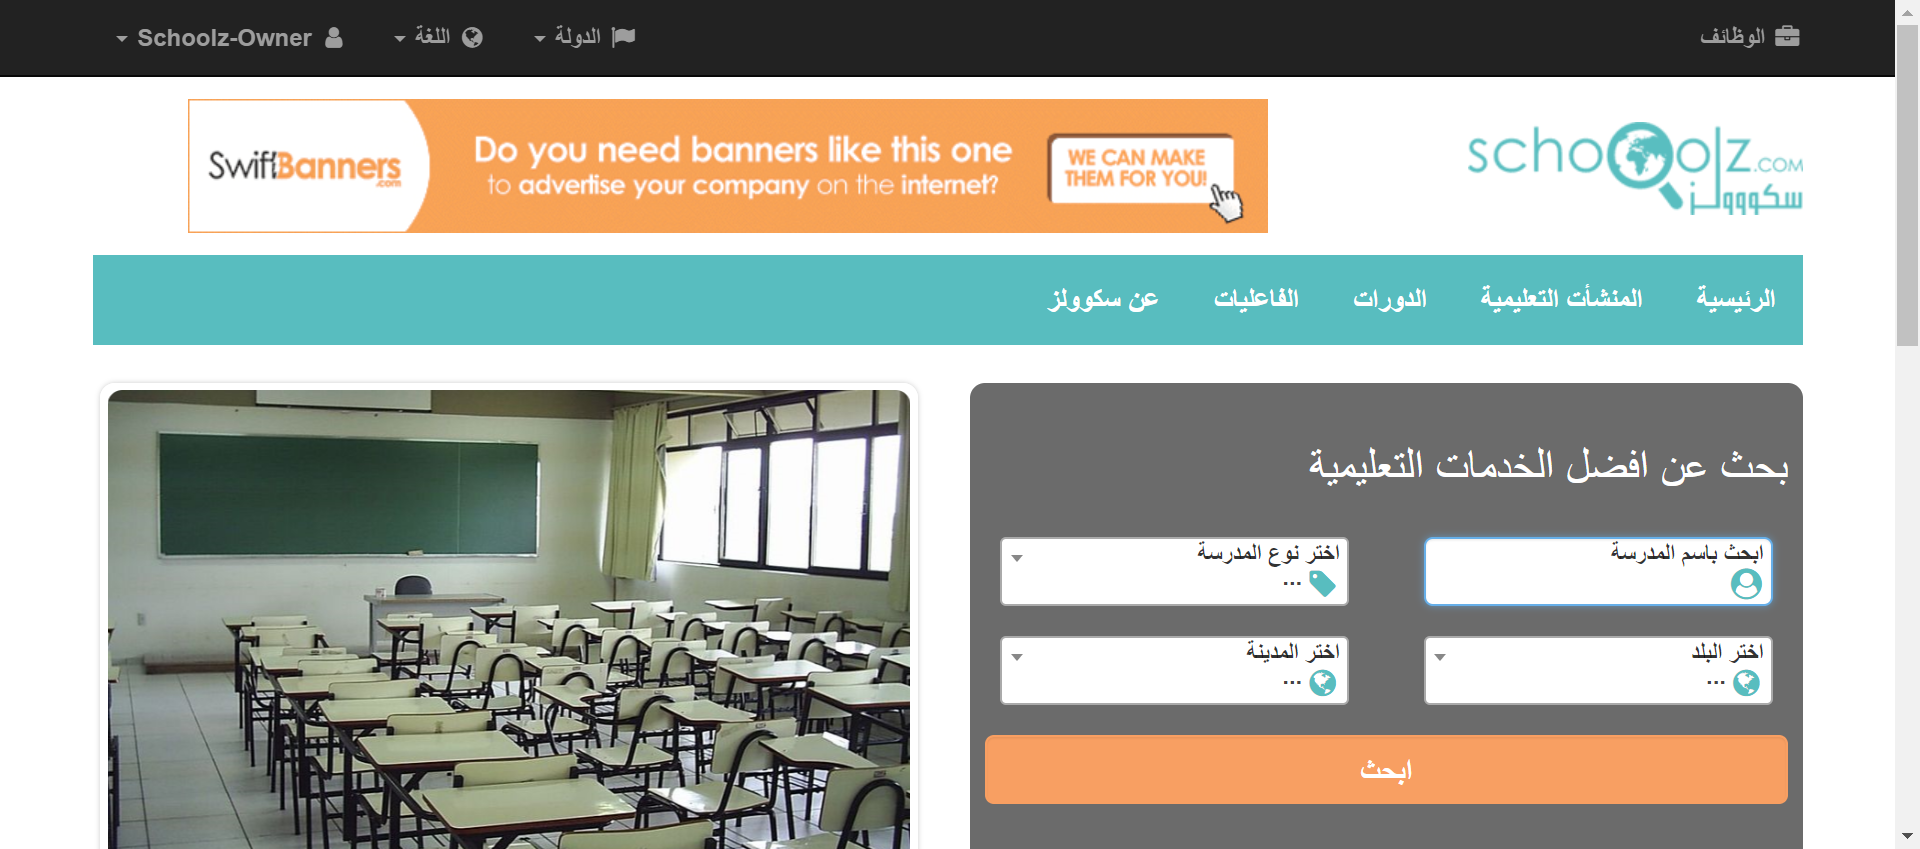 الوظائف
الدولة
اللغة
Schoolz-Owner
schoolz.com
سكووولز
SwiftBanners
.com
Do you need banners like this one
to advertise your company on the internet?
WE CAN MAKE
THEM FOR YOU!
الرئيسية
المنشأت التعليمية
الدورات
الفاعليات
عن سكوولز
بحث عن افضل الخدمات التعليمية
ابحث باسم المدرسة
اختر نوع المدرسة
...
اختر البلد
...
اختر المدينة
...
ابحث